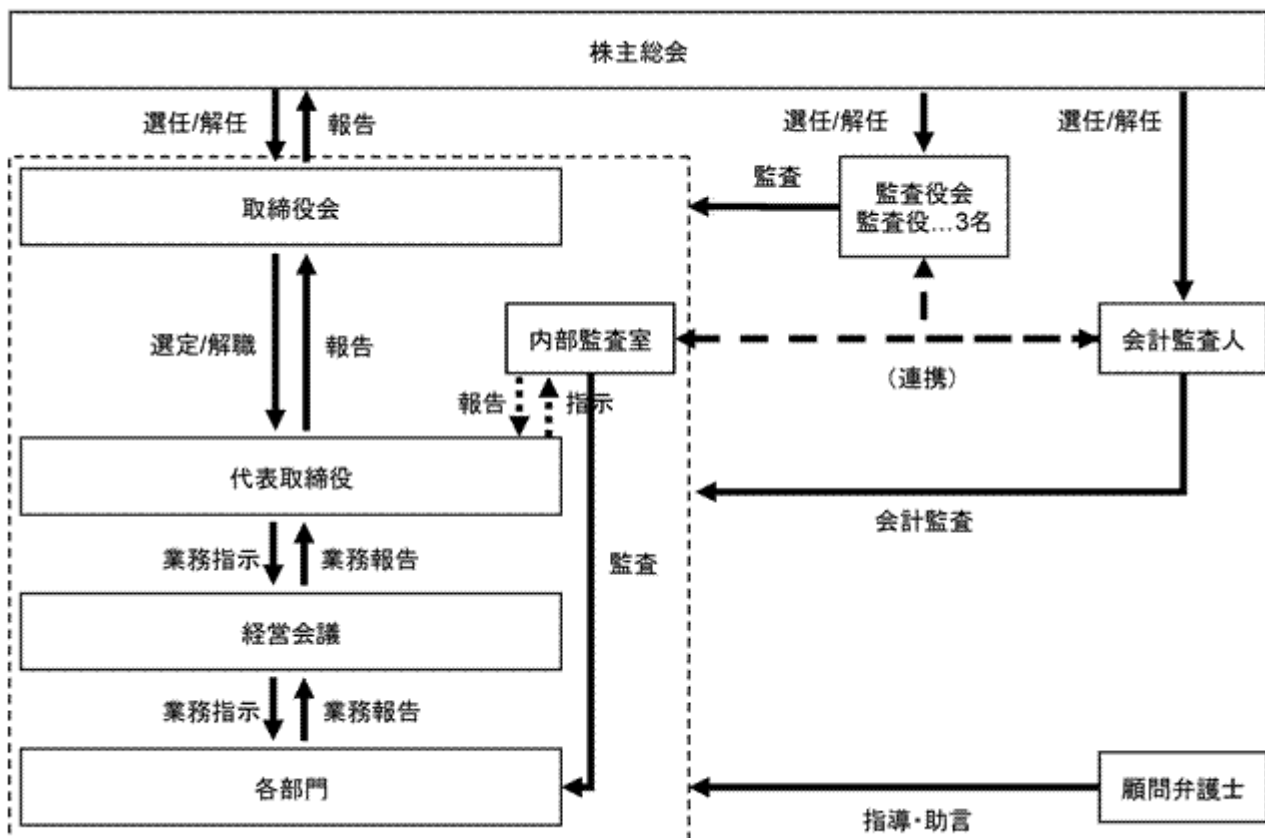 株主総会
選任/解任
報告
選任/解任
選任/解任
取締役会
監査
監査役会
監査役…3名
選定/解職
報告
内部監査室
(連携)
会計監査人
報告
指示
代表取締役
会計監査
業務指示
業務報告
監査
経営会議
業務指示
業務報告
各部門
顧問弁護士
指導・助言